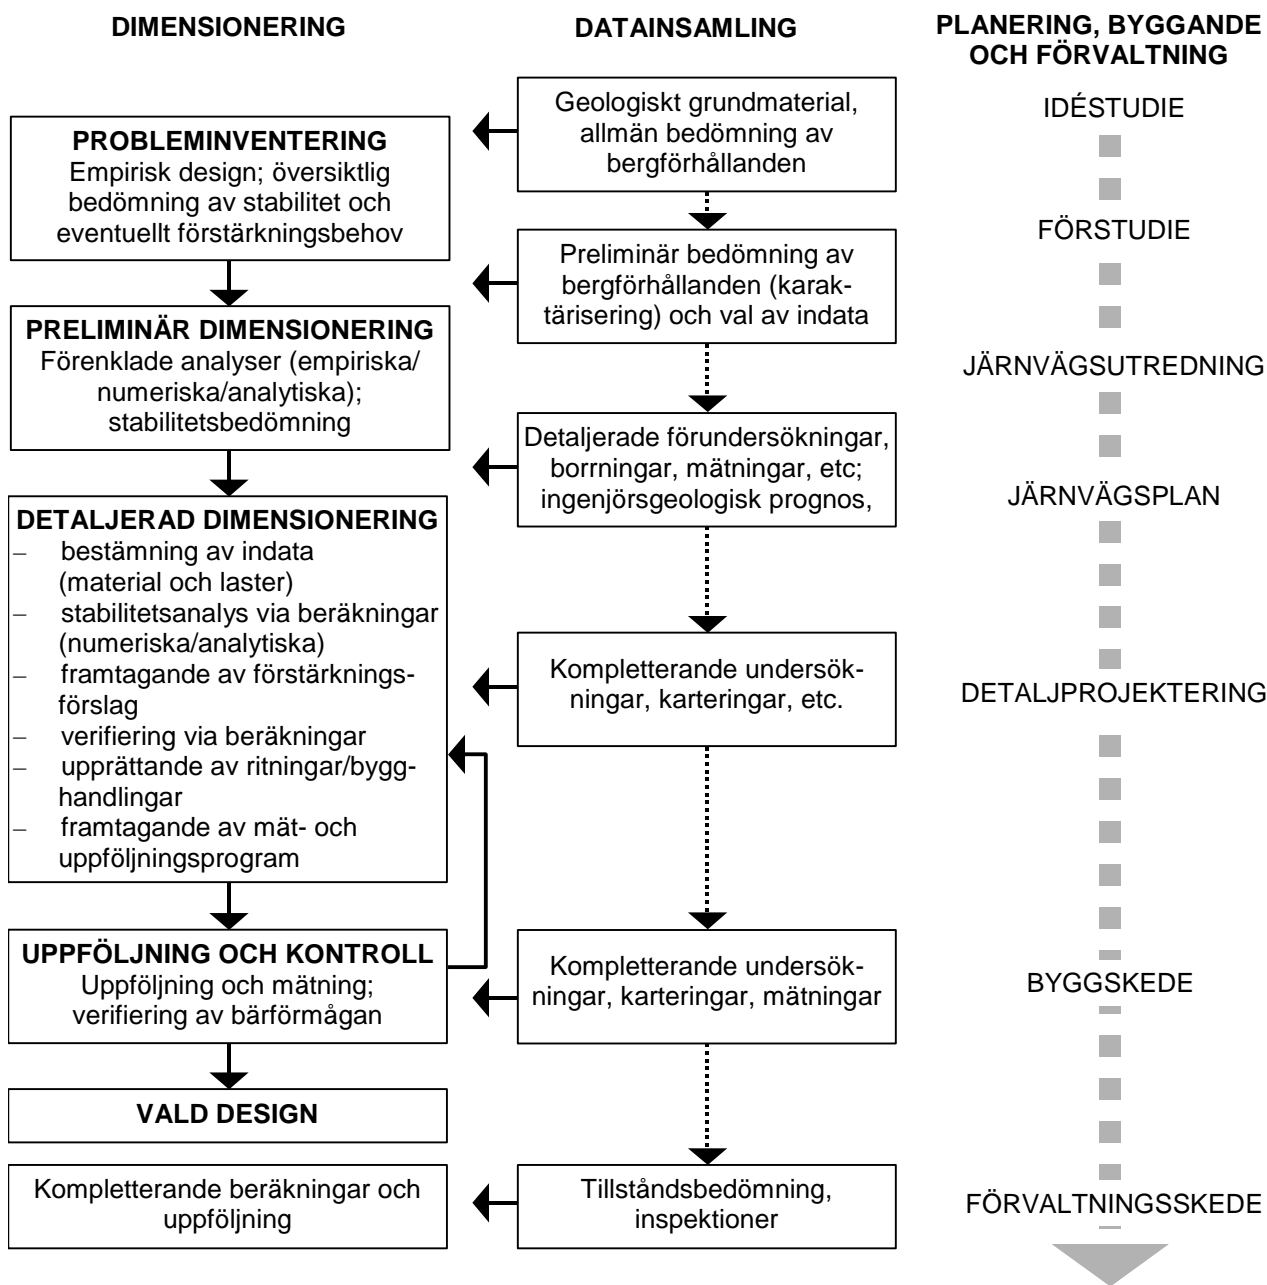 DIMENSIONERING
PROBLEMINVENTERING
Empirisk design; översiktlig
bedömning av stabilitet och
eventuellt förstärkningsbehov
PRELIMINÄR DIMENSIONERING
Förenklade analyser (empiriska/
numeriska/analytiska);
stabilitetsbedömning
DETALJERAD DIMENSIONERING
– bestämning av indata
(material och laster)
– stabilitetsanalys via beräkningar
(numeriska/analytiska)
– framtagande av förstärknings-
förslag
– verifiering via beräkningar
– upprättande av ritningar/bygg-
handlingar
– framtagande av mät- och
uppföljningsprogram
UPPFÖLJNING OCH KONTROLL
Uppföljning och mätning;
verifiering av bärförmågan
VALD DESIGN
Kompletterande beräkningar och
uppföljning
DATAINSAMLING
Geologiskt grundmaterial,
allmän bedömning av
bergförhållanden
Preliminär bedömning av
bergförhållanden (karak-
tärisering) och val av indata
Detaljerade förundersökningar,
borrningar, mätningar, etc;
ingenjörsgeologisk prognos,
Kompletterande undersök-
ningar, karteringar, etc.
Kompletterande undersök-
ningar, karteringar, mätningar
Tillståndsbedömning,
inspektioner
PLANERING, BYGGANDE
OCH FÖRVALTNING
IDÉSTUDIE
FÖRSTUDIE
JÄRNVÄGSUTREDNING
JÄRNVÄGSPLAN
DETALJPROJEKTERING
BYGGSKEDE
FÖRVALTNINGSSKEDE